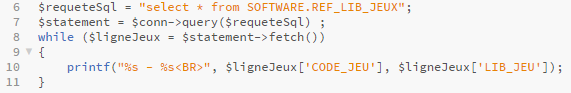 6 $requeteSql = "select * from SOFTWARE.REF_LIB_JEUX";
7 $statement = $conn->query($requeteSql) ;
8 while ($ligneJeux = $statement->fetch())
9 {
10 printf("%s - %s<BR>", $ligneJeux['CODE_JEU'], $ligneJeux['LIB_JEU']);
11 }